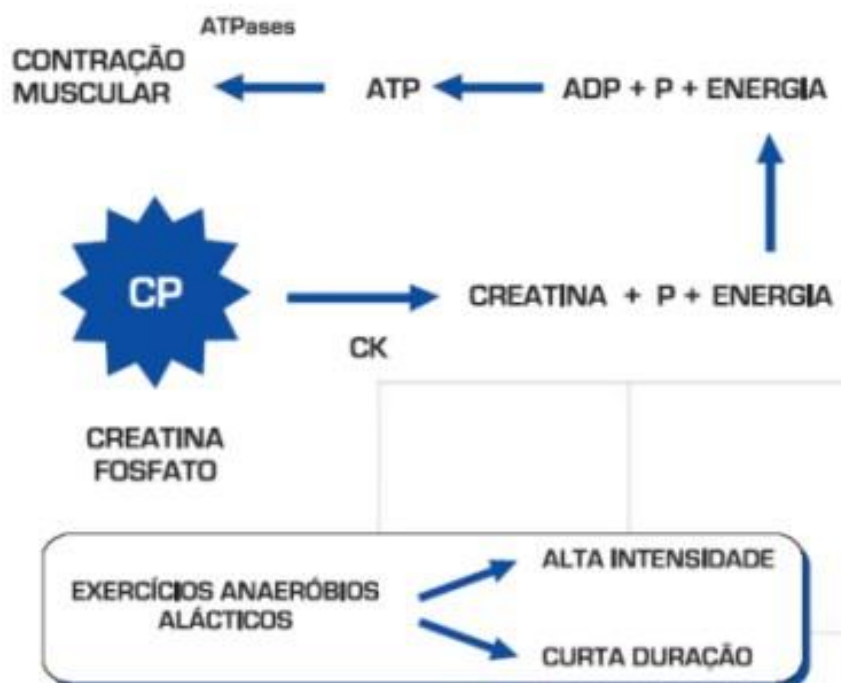 ATPases
CONTRAÇÃO
MUSCULAR
ATP
ADP + P + ENERGIA
CP
CREATINA + P + ENERGIA
CK
CREATINA
FOSFATO
EXERCÍCIOS ANAERÓBIOS
ALÁCTICOS
ALTA INTENSIDADE
CURTA DURAÇÃO